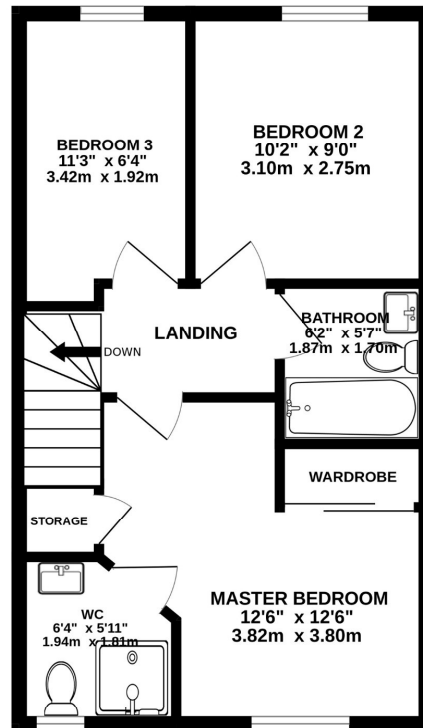 BEDROOM 3
11'3" x 6'4"
3.42m x 1.92m
BEDROOM 2
10'2" x 9'0"
3.10m x 2.75m
BATHROOM
6'2" x 5'7"
1.87m x 1.70m
LANDING
DOWN
WARDROBE
STORAGE
MASTER BEDROOM
12'6" x 12'6"
3.82m x 3.80m
WC
6'4" x 5'11"
1.94m x 1.81m